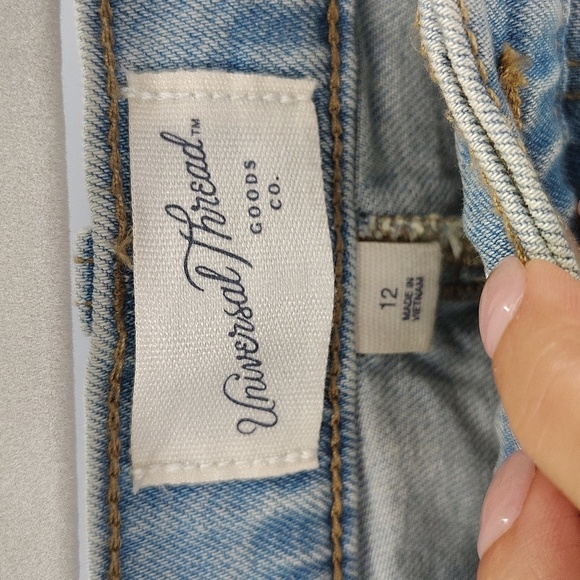 Universal Thread™
GOODS
CO.
12
MADE IN
VIETNAM